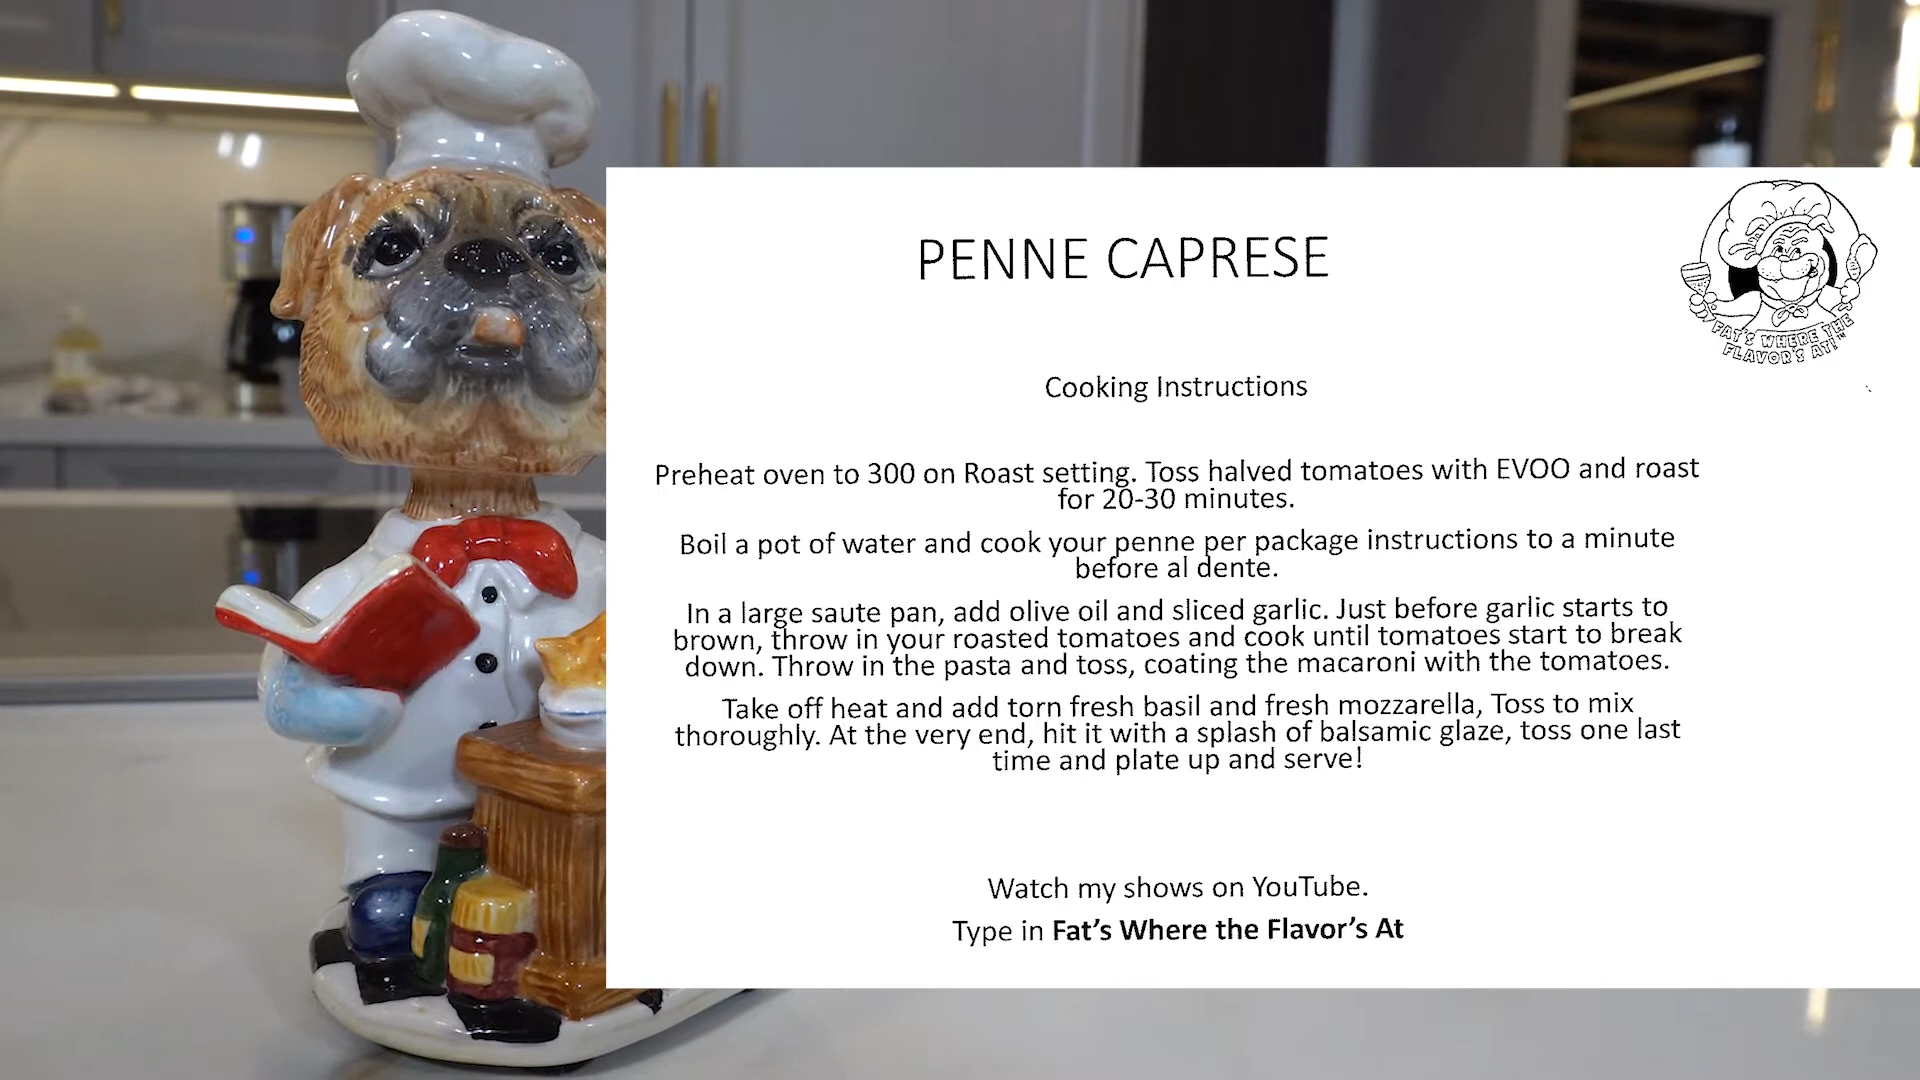 PENNE CAPRESE
FAT'S WHERE THE
FLAVOR'S AT!
Cooking Instructions
Preheat oven to 300 on Roast setting. Toss halved tomatoes with EVOO and roast
for 20-30 minutes.
Boil a pot of water and cook your penne per package instructions to a minute
before al dente.
In a large saute pan, add olive oil and sliced garlic. Just before garlic starts to
brown, throw in your roasted tomatoes and cook until tomatoes start to break
down. Throw in the pasta and toss, coating the macaroni with the tomatoes.
Take off heat and add torn fresh basil and fresh mozzarella, Toss to mix
thoroughly. At the very end, hit it with a splash of balsamic glaze, toss one last
time and plate up and serve!
Watch my shows on YouTube.
Type in Fat’s Where the Flavor’s At